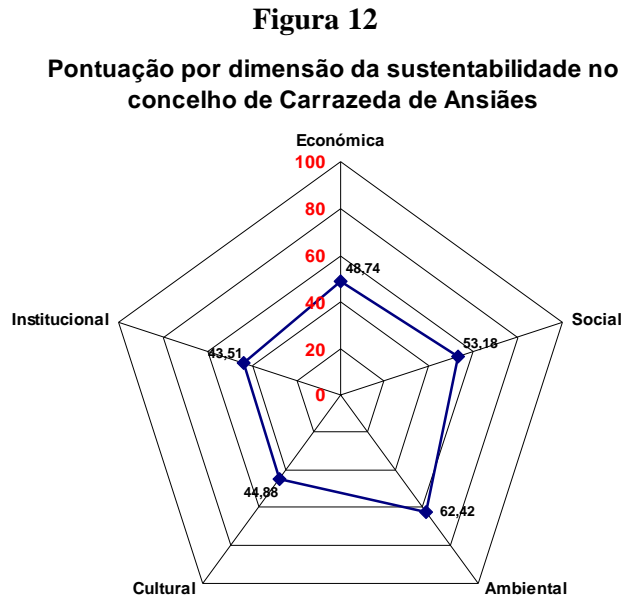 Figura 12
Pontuação por dimensão da sustentabilidade no
concelho de Carrazeda de Ansiães
Económica
100
80
60
48,74
40
20
0
Social
53,18
Institucional
43,51
44,88
62,42
Cultural
Ambiental